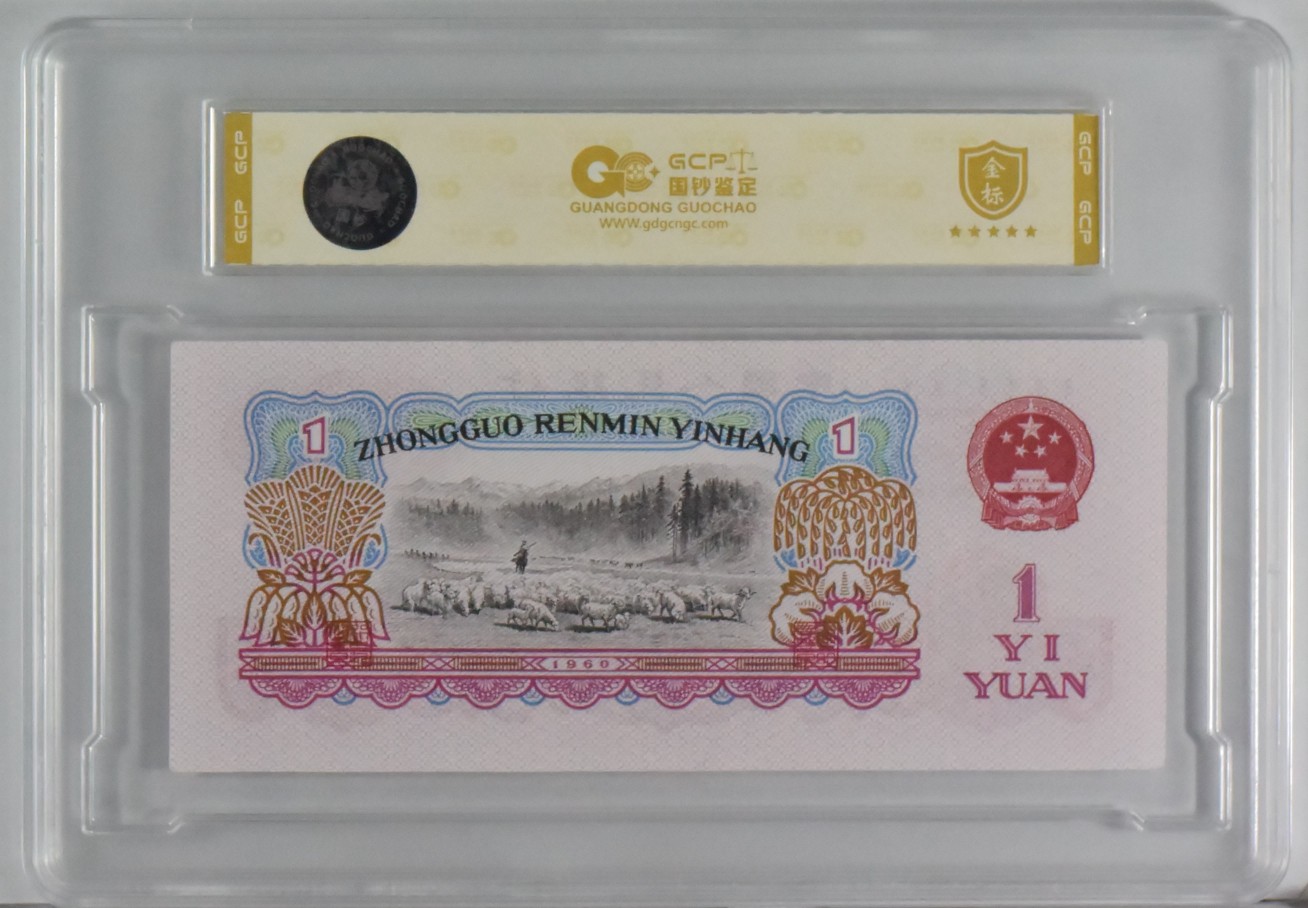 GCP
GCP
GCP
国钞鉴定
GUANGDONG GUOCHAO
WWW.gdgcngc.com
金
标
GCP
GCP
1
ZHONGGUO RENMIN YINHANG
1
1960
1
YI
YUAN